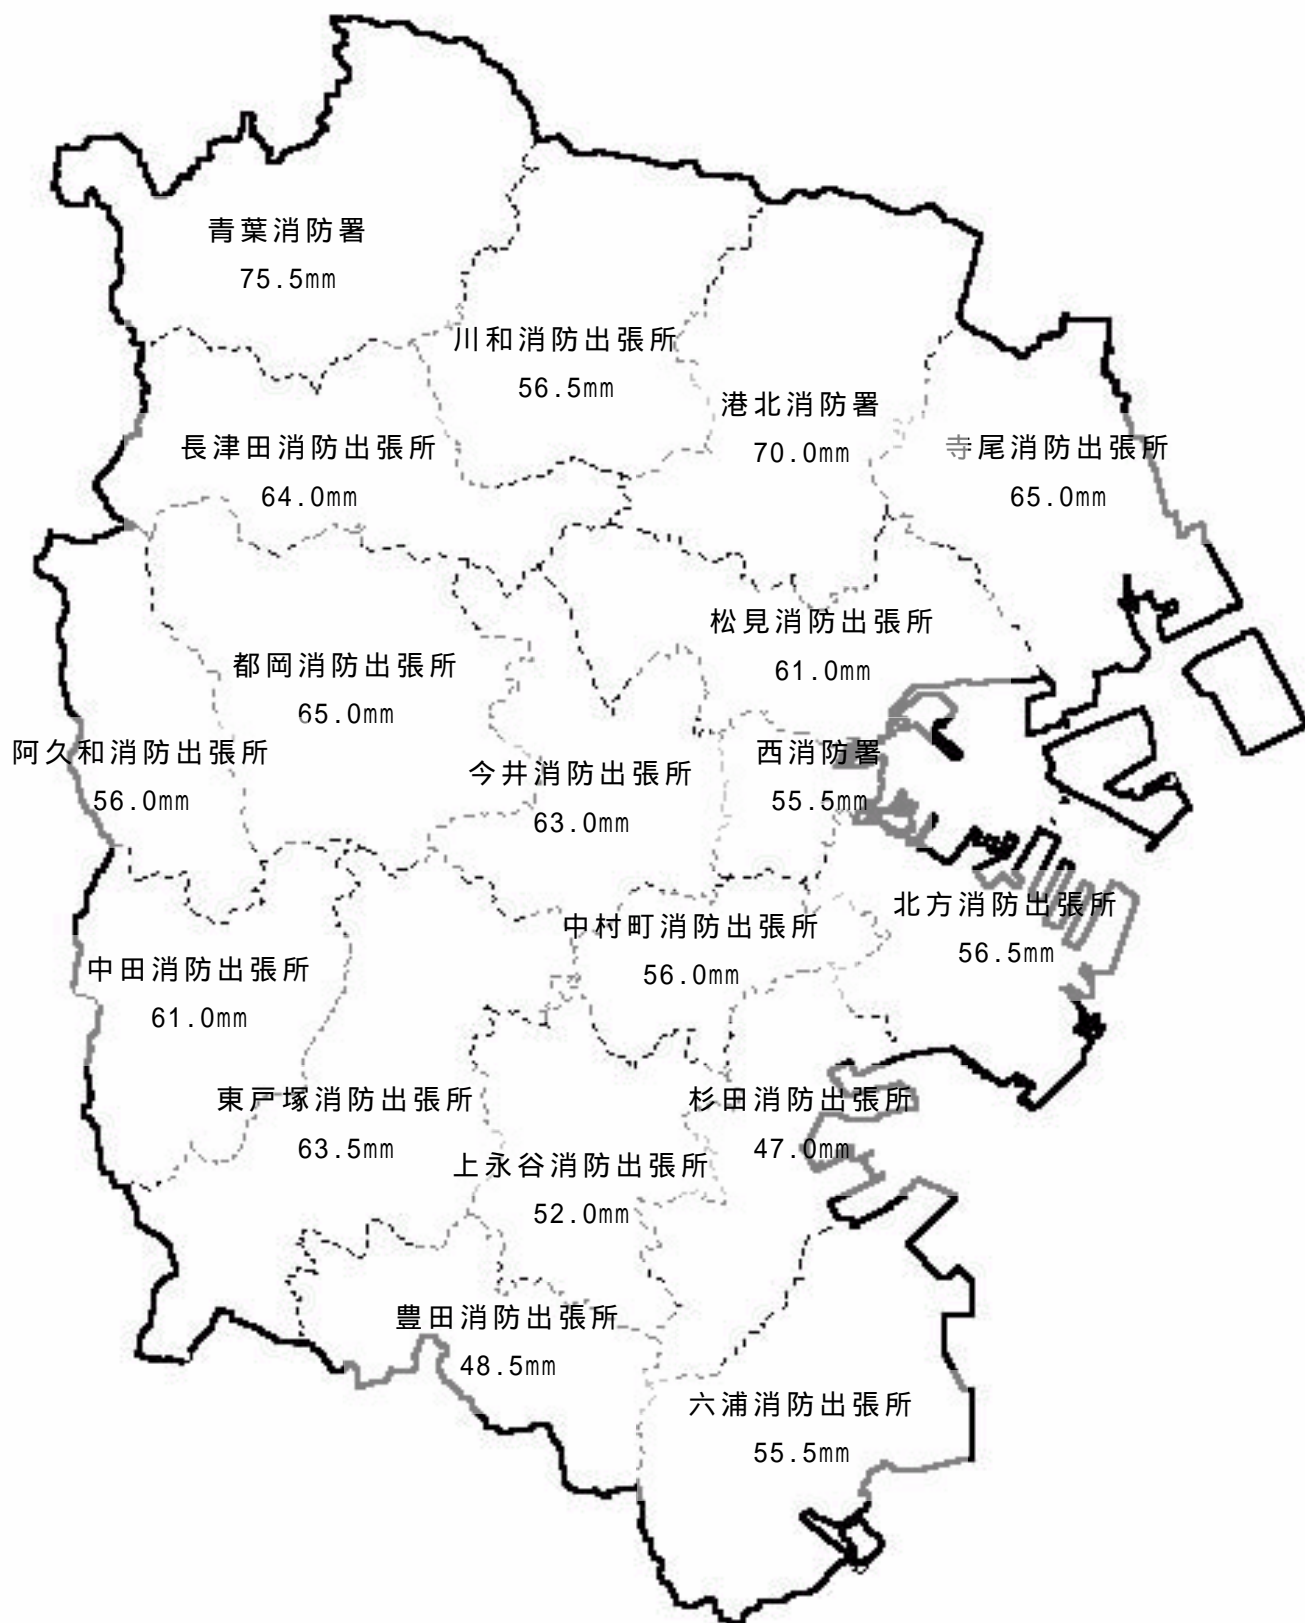 青葉消防署
75.5mm
川和消防出張所
56.5mm
港北消防署
70.0mm
長津田消防出張所
64.0mm
寺尾消防出張所
65.0mm
松見消防出張所
61.0mm
都岡消防出張所
65.0mm
阿久和消防出張所
56.0mm
今井消防出張所
63.0mm
西消防署
55.5mm
北方消防出張所
56.5mm
中村町消防出張所
56.0mm
中田消防出張所
61.0mm
東戸塚消防出張所
63.5mm
杉田消防出張所
47.0mm
上永谷消防出張所
52.0mm
豊田消防出張所
48.5mm
六浦消防出張所
55.5mm